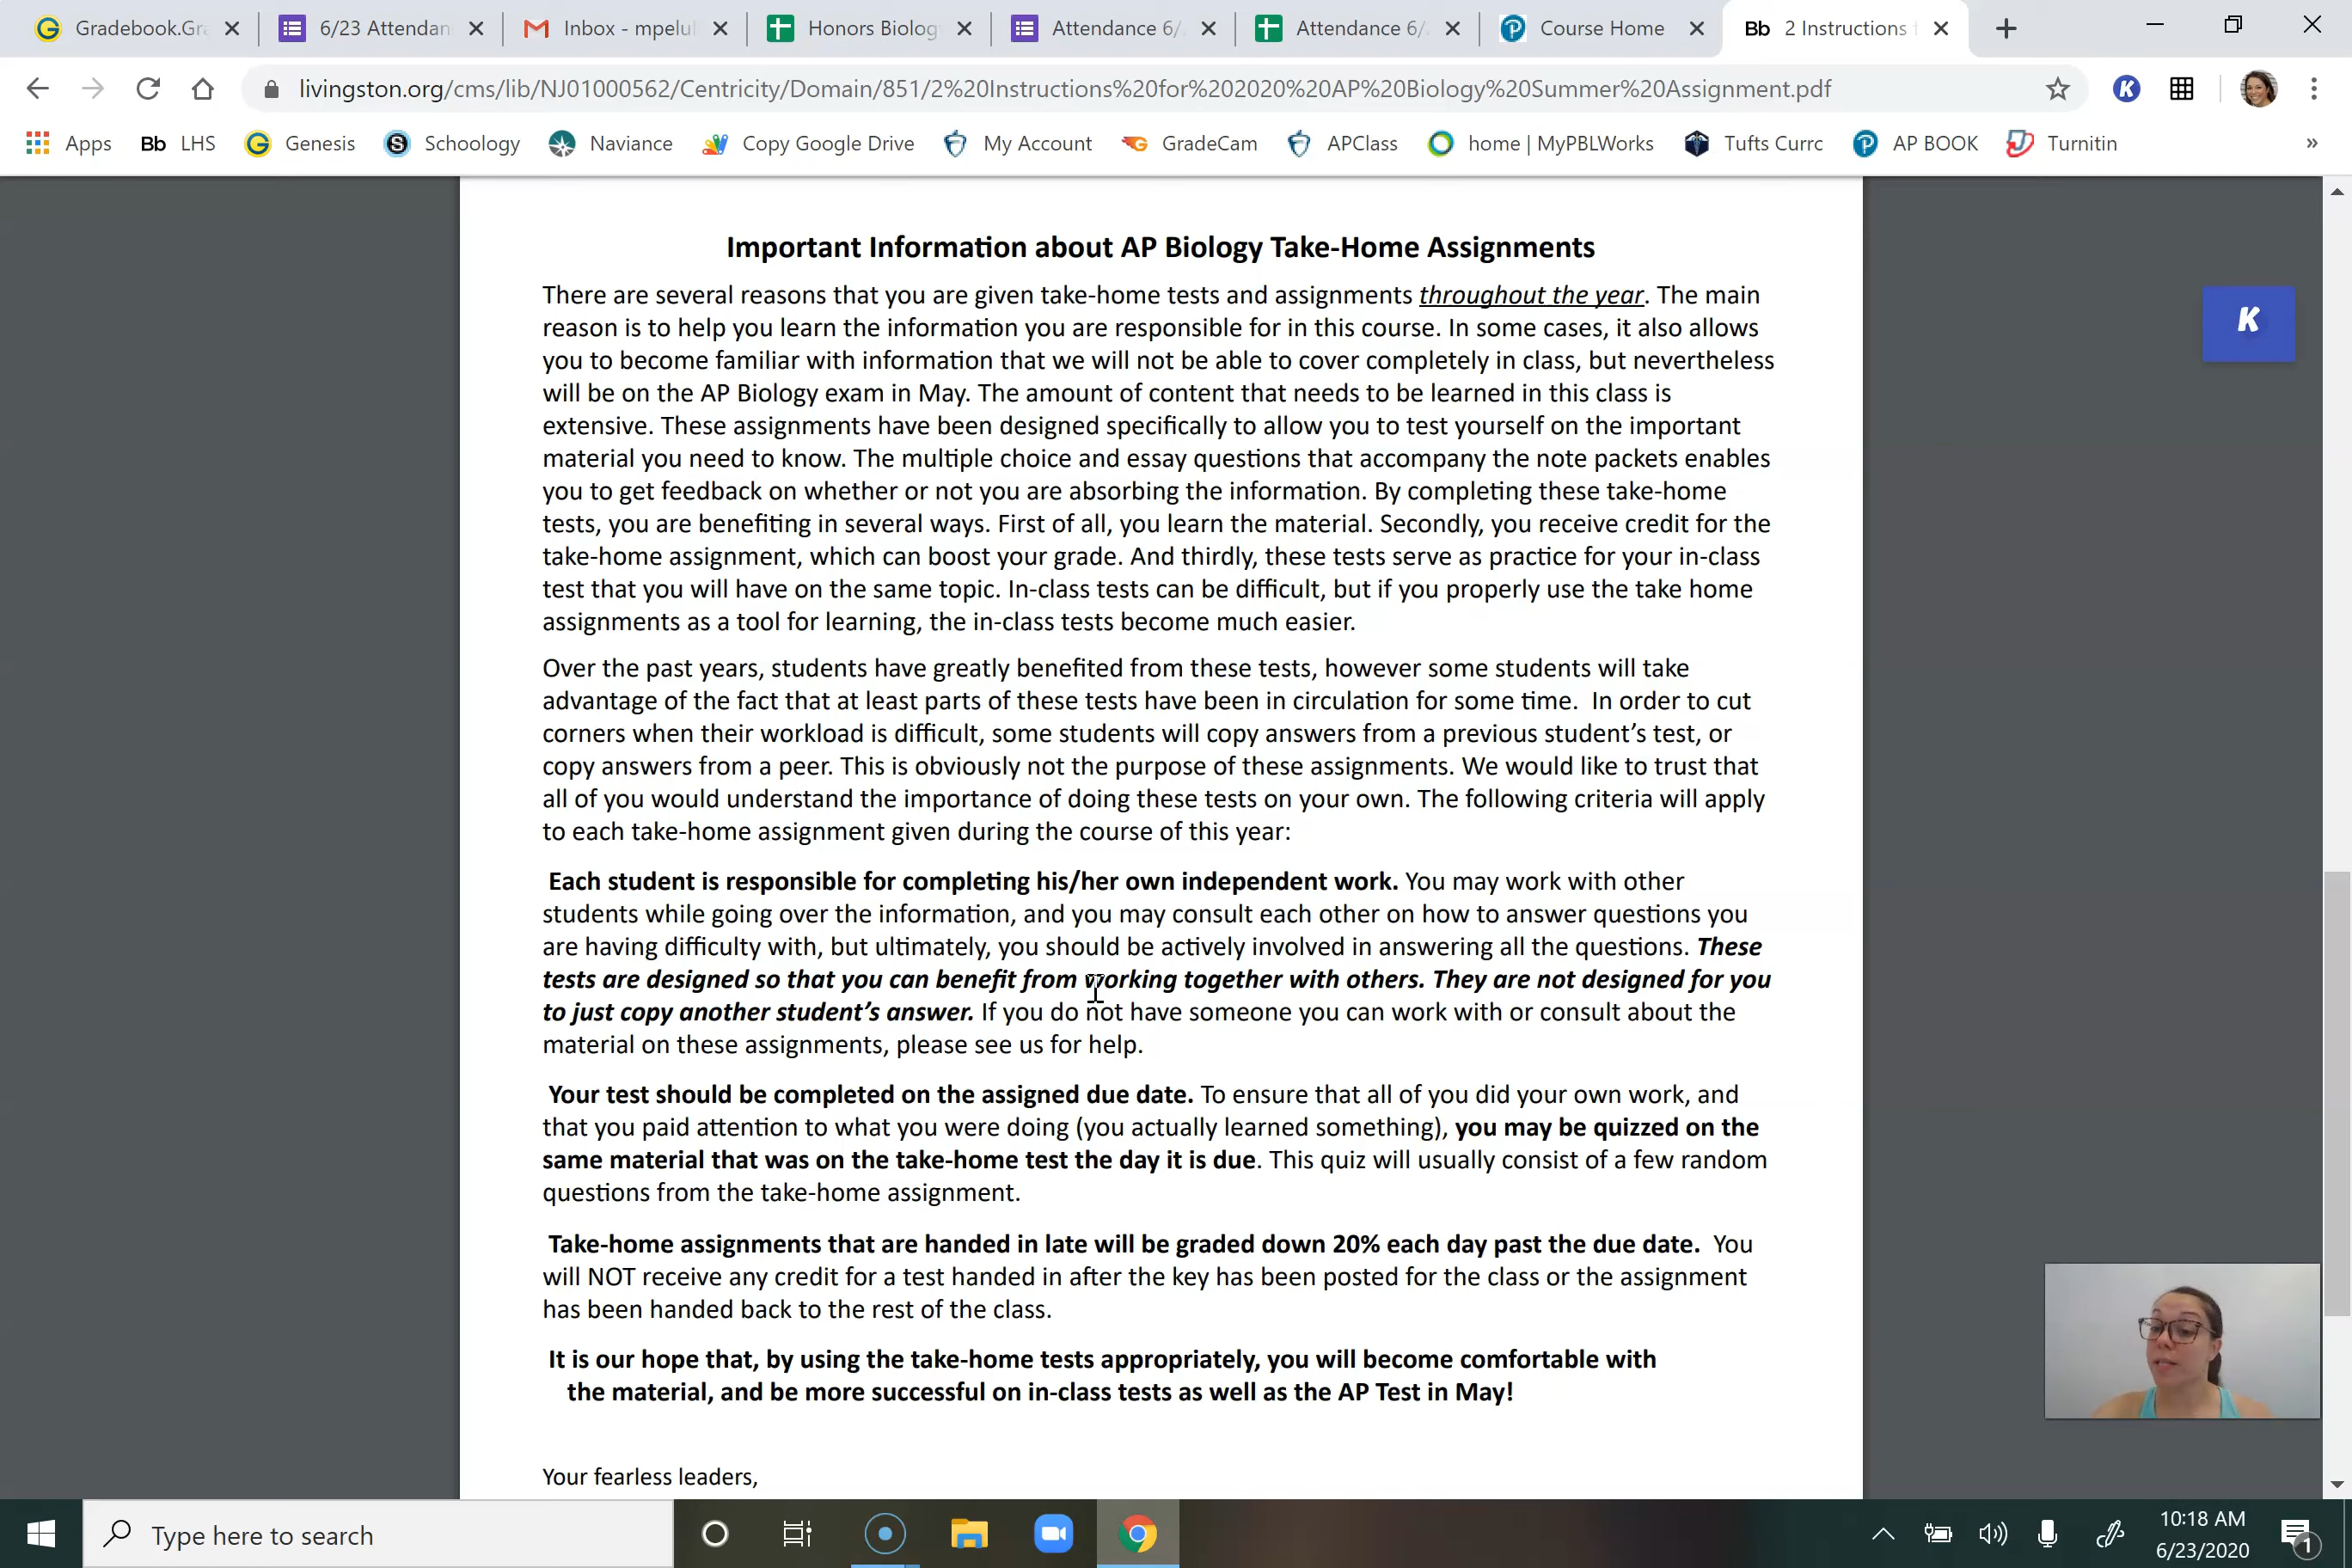 Gradebook.Gra
6/23 Attendan
Inbox - mpelul
Honors Biolog
Attendance 6/
Attendance 6/
Course Home
Bb 2 Instructions f
livingston.org/cms/lib/NJ01000562/Centricity/Domain/851/2%20Instructions%20for%202020%20AP%20Biology%20Summer%20Assignment.pdf
K
Apps Bb LHS Genesis Schoology Naviance Copy Google Drive My Account GradeCam APClass home | MyPBLWorks Tufts Currc AP BOOK Turnitin »
Important Information about AP Biology Take-Home Assignments
There are several reasons that you are given take-home tests and assignments throughout the year. The main
reason is to help you learn the information you are responsible for in this course. In some cases, it also allows
you to become familiar with information that we will not be able to cover completely in class, but nevertheless
will be on the AP Biology exam in May. The amount of content that needs to be learned in this class is
extensive. These assignments have been designed specifically to allow you to test yourself on the important
material you need to know. The multiple choice and essay questions that accompany the note packets enables
you to get feedback on whether or not you are absorbing the information. By completing these take-home
tests, you are benefiting in several ways. First of all, you learn the material. Secondly, you receive credit for the
take-home assignment, which can boost your grade. And thirdly, these tests serve as practice for your in-class
test that you will have on the same topic. In-class tests can be difficult, but if you properly use the take home
assignments as a tool for learning, the in-class tests become much easier.
Over the past years, students have greatly benefited from these tests, however some students will take
advantage of the fact that at least parts of these tests have been in circulation for some time. In order to cut
corners when their workload is difficult, some students will copy answers from a previous student's test, or
copy answers from a peer. This is obviously not the purpose of these assignments. We would like to trust that
all of you would understand the importance of doing these tests on your own. The following criteria will apply
to each take-home assignment given during the course of this year:
Each student is responsible for completing his/her own independent work. You may work with other
students while going over the information, and you may consult each other on how to answer questions you
are having difficulty with, but ultimately, you should be actively involved in answering all the questions. These
tests are designed so that you can benefit from working together with others. They are not designed for you
to just copy another student's answer. If you do not have someone you can work with or consult about the
material on these assignments, please see us for help.
Your test should be completed on the assigned due date. To ensure that all of you did your own work, and
that you paid attention to what you were doing (you actually learned something), you may be quizzed on the
same material that was on the take-home test the day it is due. This quiz will usually consist of a few random
questions from the take-home assignment.
Take-home assignments that are handed in late will be graded down 20% each day past the due date. You
will NOT receive any credit for a test handed in after the key has been posted for the class or the assignment
has been handed back to the rest of the class.
It is our hope that, by using the take-home tests appropriately, you will become comfortable with
the material, and be more successful on in-class tests as well as the AP Test in May!
Your fearless leaders,
K
Type here to search
10:18 AM
6/23/2020
1